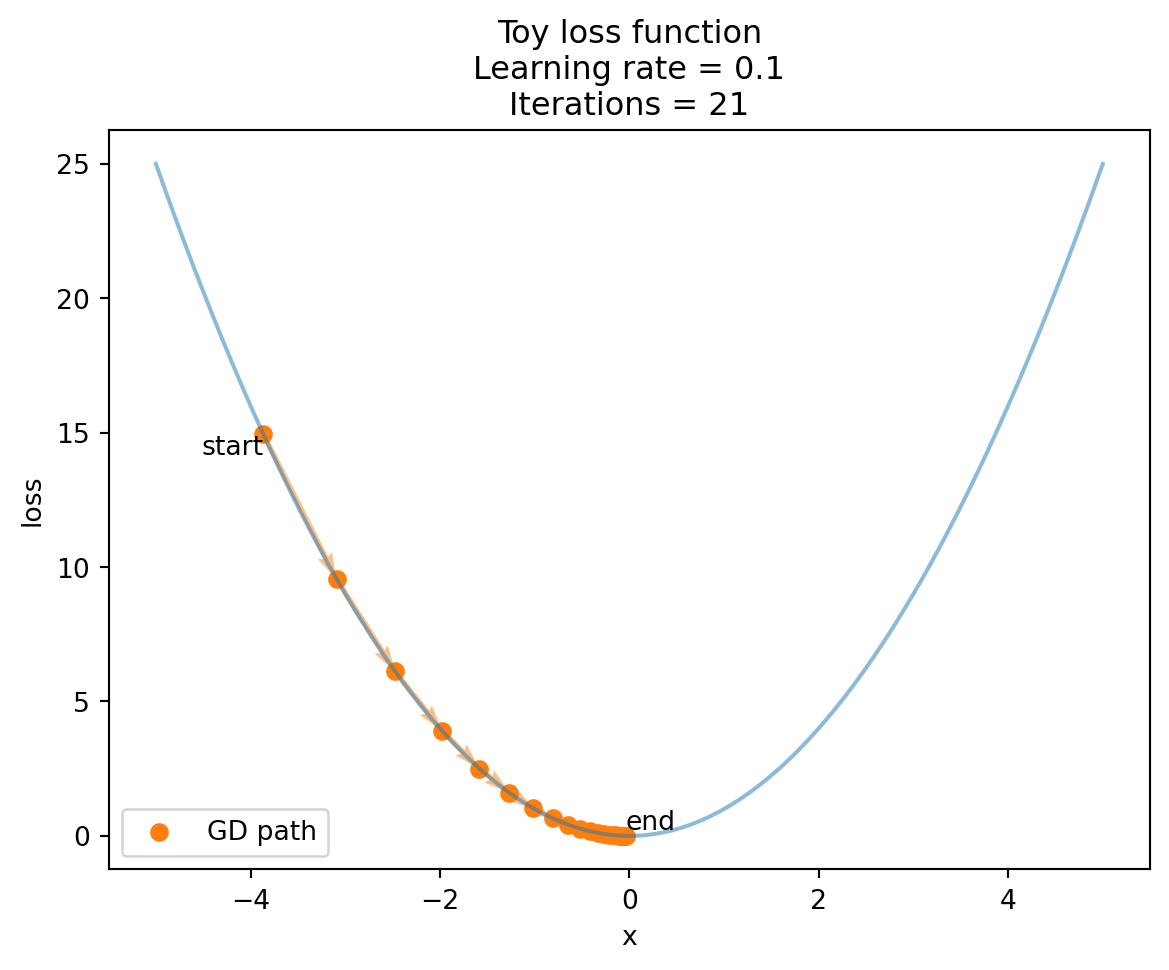 Toy loss function
Learning rate = 0.1
Iterations = 21
25
20
15
10
5
0
loss
start
end
GD path
−4
−2
0
2
4
x